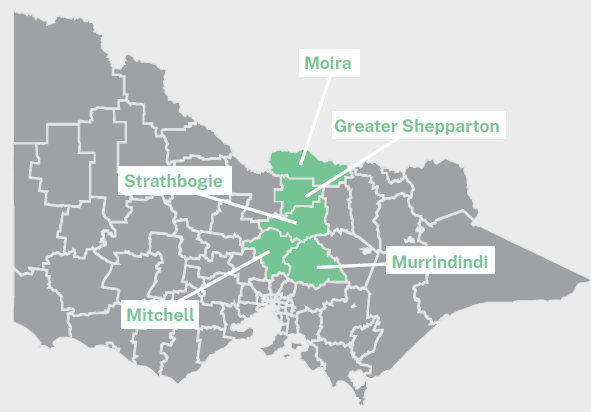 Moira
Greater Shepparton
Strathbogie
Murrindindi
Mitchell